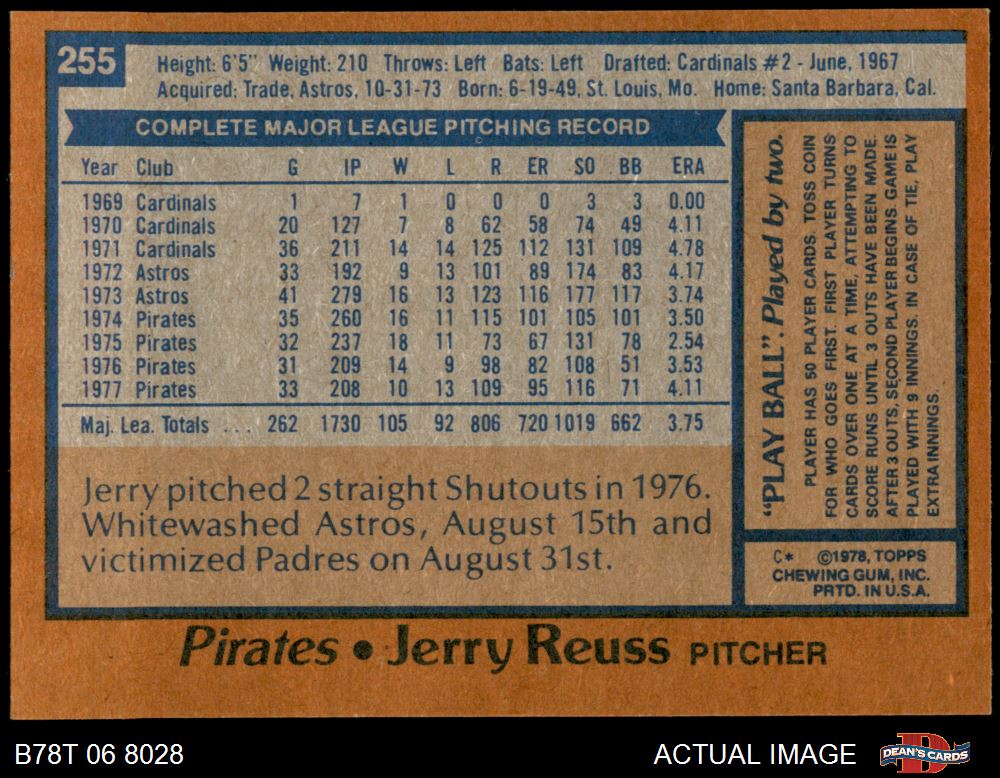 255
Height: 6'5" Weight: 210 Throws: Left Bats: Left Drafted: Cardinals #2 - June, 1967
Acquired: Trade, Astros, 10-31-73 Born: 6-19-49, St. Louis, Mo. Home: Santa Barbara, Cal.
COMPLETE MAJOR LEAGUE PITCHING RECORD
Year Club G IP W L R ER SO BB ERA
1969 Cardinals 1 7 1 0 0 0 3 3 0.00
1970 Cardinals 20 127 7 8 62 58 74 49 4.11
1971 Cardinals 36 211 14 14 125 112 131 109 4.78
1972 Astros 33 192 9 13 101 89 174 83 4.17
1973 Astros 41 279 16 13 123 116 177 117 3.74
1974 Pirates 35 260 16 11 115 101 105 101 3.50
1975 Pirates 32 237 18 11 73 67 131 78 2.54
1976 Pirates 31 209 14 9 98 82 108 51 3.53
1977 Pirates 33 208 10 13 109 95 116 71 4.11
Maj. Lea. Totals ... 262 1730 105 92 806 720 1019 662 3.75
Jerry pitched 2 straight Shutouts in 1976.
Whitewashed Astros, August 15th and
victimized Padres on August 31st.
"PLAY BALL". Played by two.
PLAYER HAS 50 PLAYER CARDS. TOSS COIN
FOR WHO GOES FIRST. FIRST PLAYER TURNS
CARDS OVER ONE AT A TIME, ATTEMPTING TO
SCORE RUNS UNTIL 3 OUTS HAVE BEEN MADE.
AFTER 3 OUTS, SECOND PLAYER BEGINS GAME IS
PLAYED WITH 9 INNINGS. IN CASE OF TIE, PLAY
EXTRA INNINGS.
C* ©1978, TOPPS
CHEWING GUM, INC.
PRTD. IN U.S.A.
Pirates • Jerry Reuss PITCHER
B78T 06 8028
ACTUAL IMAGE
DEAN'S CARDS